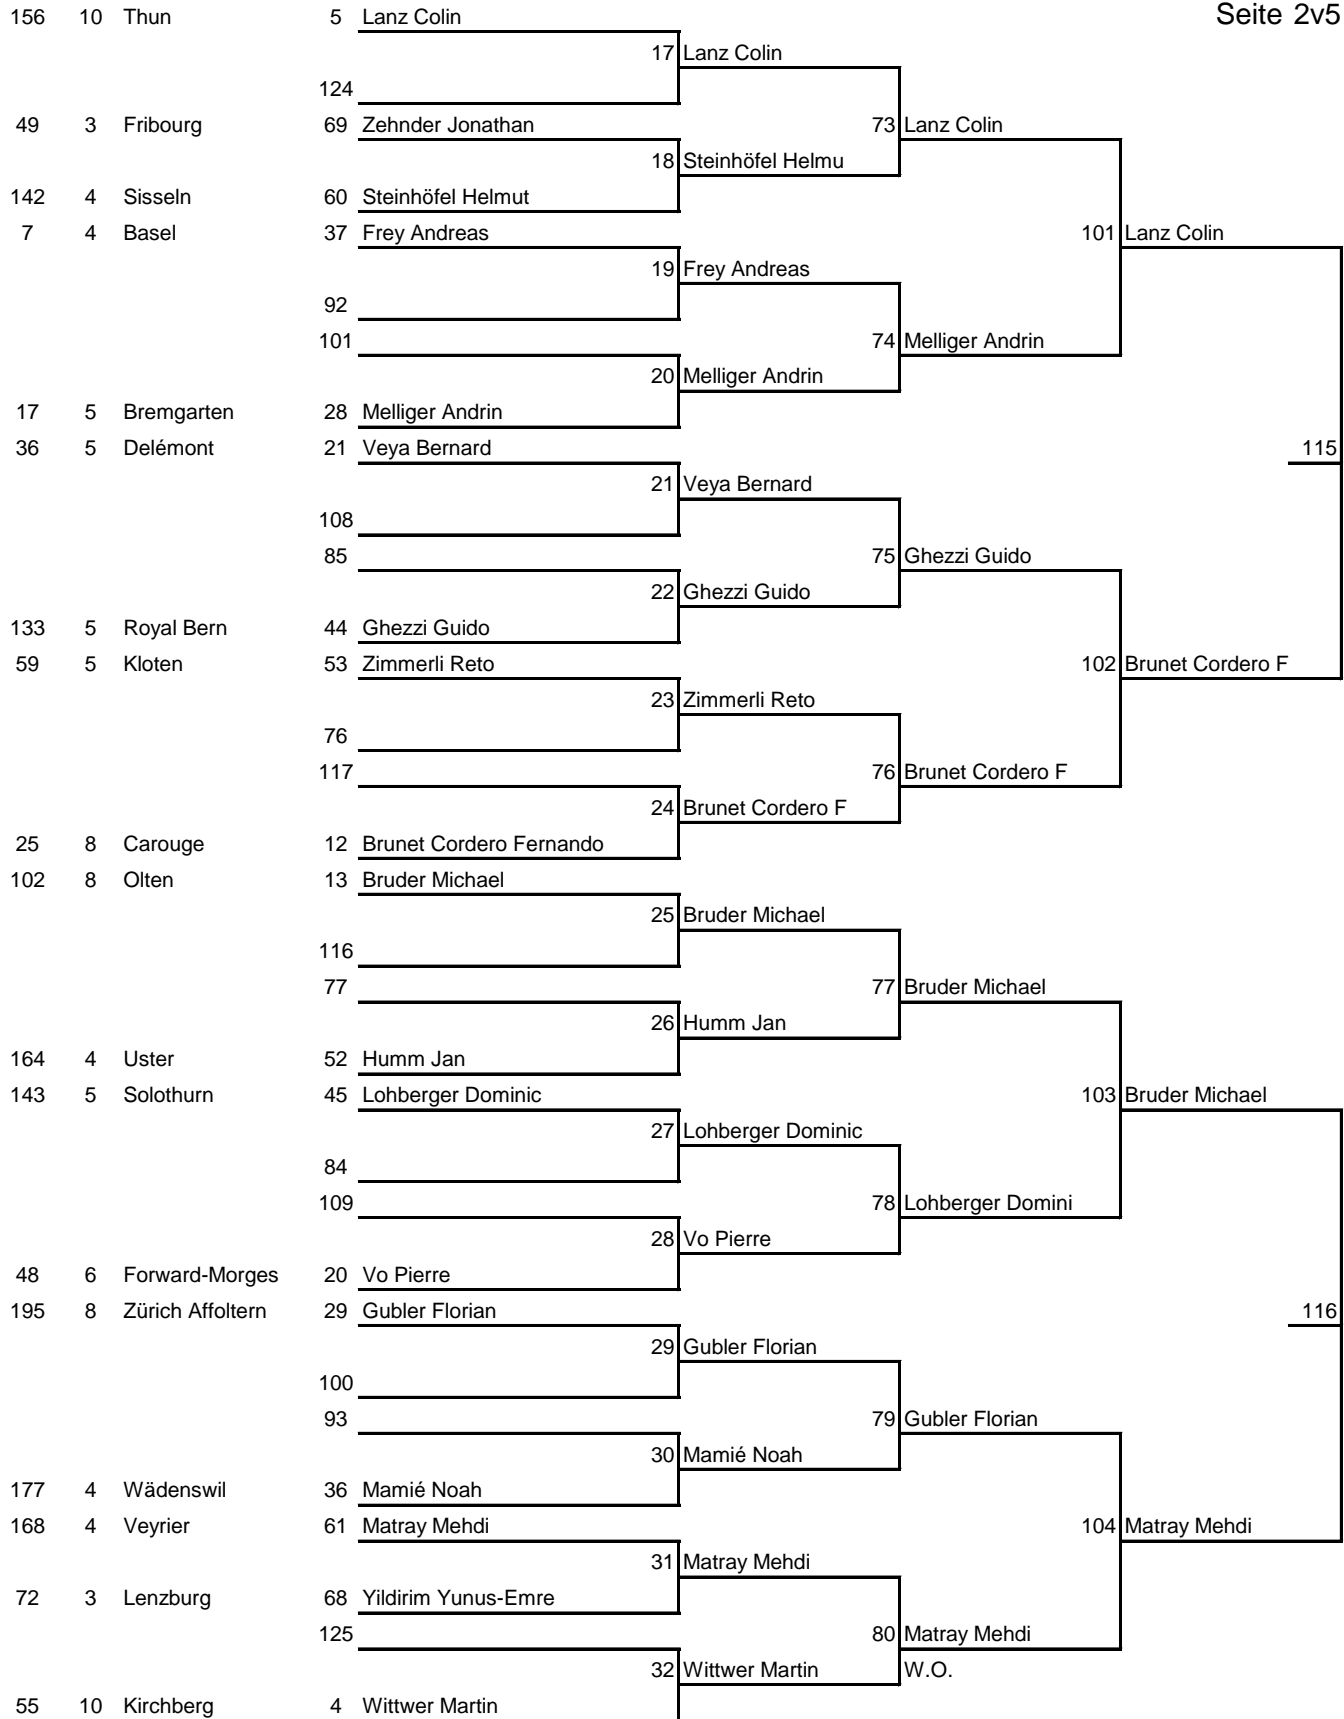 156 10 Thun 5 Lanz Colin Seite 2v5
17 Lanz Colin
124
49 3 Fribourg 69 Zehnder Jonathan 73 Lanz Colin
18 Steinhöfel Helmu
142 4 Sisseln 60 Steinhöfel Helmut
7 4 Basel 37 Frey Andreas 101 Lanz Colin
19 Frey Andreas
92
101 74 Melliger Andrin
20 Melliger Andrin
17 5 Bremgarten 28 Melliger Andrin
36 5 Delémont 21 Veya Bernard 115
21 Veya Bernard
108
85 75 Ghezzi Guido
22 Ghezzi Guido
133 5 Royal Bern 44 Ghezzi Guido
59 5 Kloten 53 Zimmerli Reto 102 Brunet Cordero F
23 Zimmerli Reto
76
117 76 Brunet Cordero F
24 Brunet Cordero F
25 8 Carouge 12 Brunet Cordero Fernando
102 8 Olten 13 Bruder Michael
25 Bruder Michael
116
77 77 Bruder Michael
26 Humm Jan
164 4 Uster 52 Humm Jan
143 5 Solothurn 45 Lohberger Dominic 103 Bruder Michael
27 Lohberger Dominic
84
109 78 Lohberger Domini
28 Vo Pierre
48 6 Forward-Morges 20 Vo Pierre
195 8 Zürich Affoltern 29 Gubler Florian 116
29 Gubler Florian
100
93 79 Gubler Florian
30 Mamié Noah
177 4 Wädenswil 36 Mamié Noah
168 4 Veyrier 61 Matray Mehdi 104 Matray Mehdi
31 Matray Mehdi
72 3 Lenzburg 68 Yildirim Yunus-Emre
125 80 Matray Mehdi
32 Wittwer Martin W.O.
55 10 Kirchberg 4 Wittwer Martin